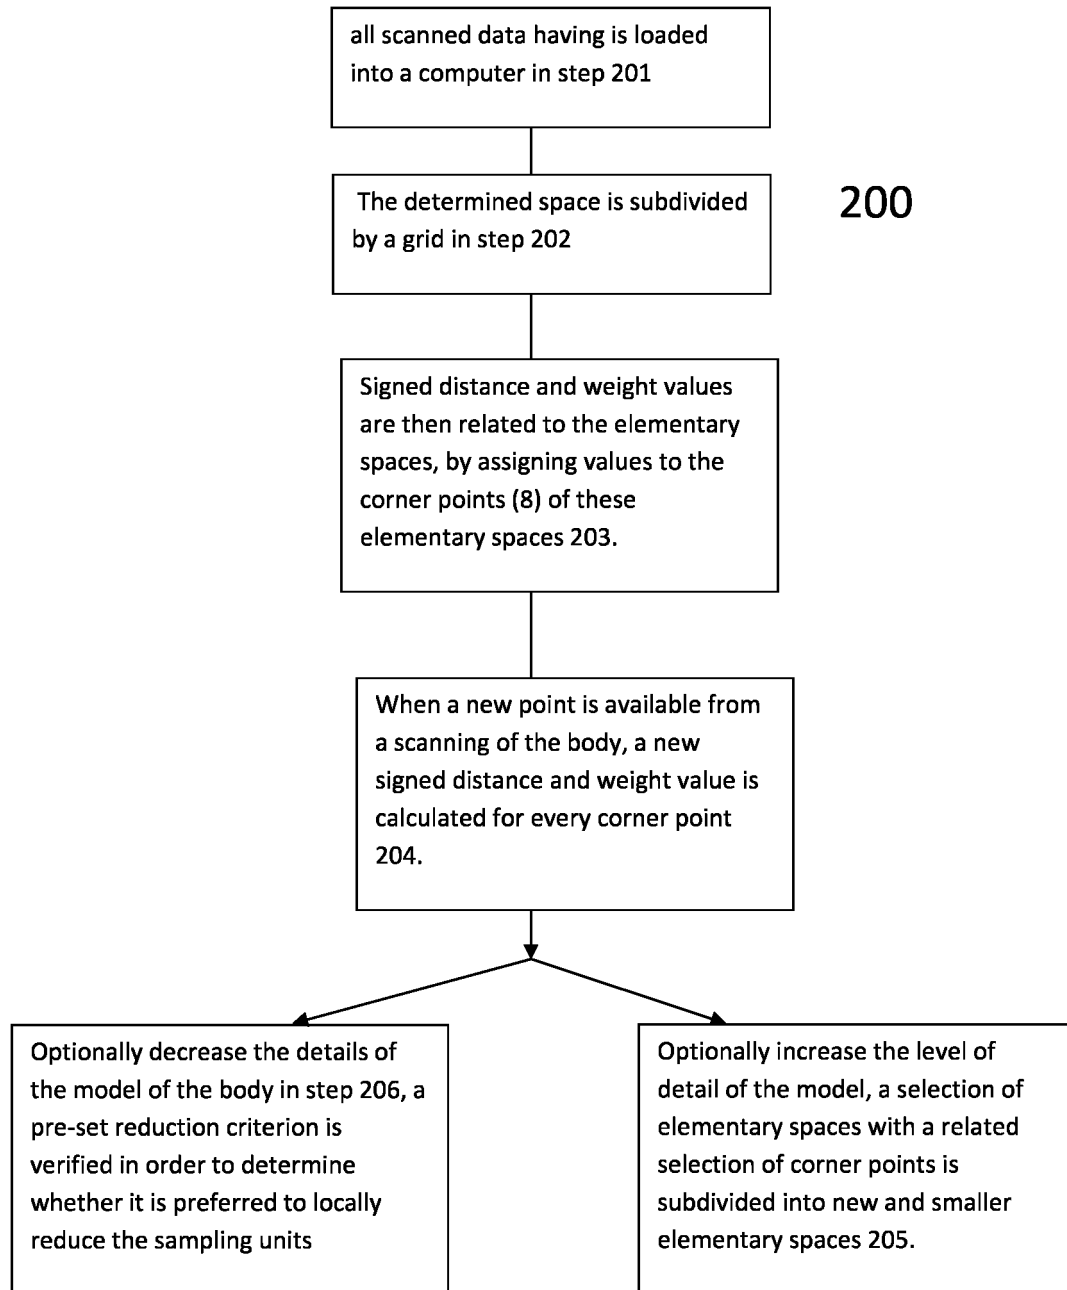 all scanned data having is loaded
into a computer in step 201
The determined space is subdivided
by a grid in step 202
200
Signed distance and weight values
are then related to the elementary
spaces, by assigning values to the
corner points (8) of these
elementary spaces 203.
When a new point is available from
a scanning of the body, a new
signed distance and weight value is
calculated for every corner point
204.
Optionally decrease the details of
the model of the body in step 206, a
pre-set reduction criterion is
verified in order to determine
whether it is preferred to locally
reduce the sampling units
Optionally increase the level of
detail of the model, a selection of
elementary spaces with a related
selection of corner points is
subdivided into new and smaller
elementary spaces 205.